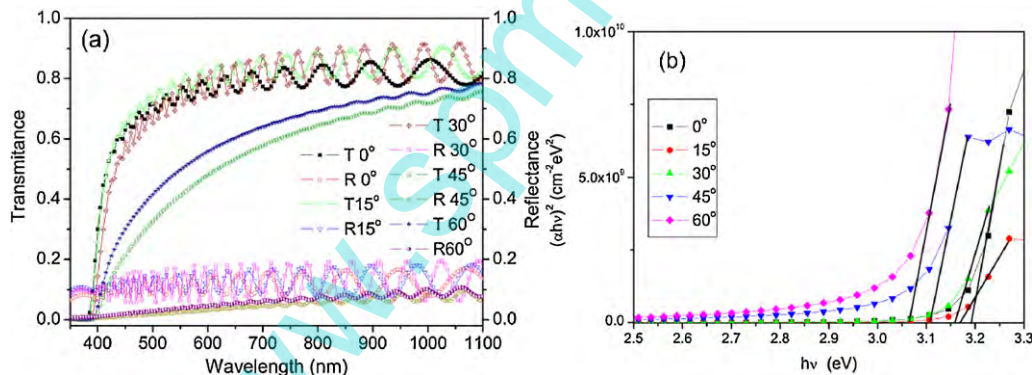 (a)
1.0
0.8
0.6
0.4
0.2
0.0
Transmitance
400 500 600 700 800 900 1000 1100
Wavelength (nm)
T 0°
R 0°
T15°
R15°
T 30°
R 30°
T 45°
R 45°
T 60°
R60°
1.0
0.8
0.6
0.4
0.2
0.0
Reflectance
(b)
1.0x10¹⁰
5.0x10⁹
0.0
(αhν)² (cm⁻²eV²)
0°
15°
30°
45°
60°
2.5 2.6 2.7 2.8 2.9 3.0 3.1 3.2 3.3
hν (eV)
www.spm